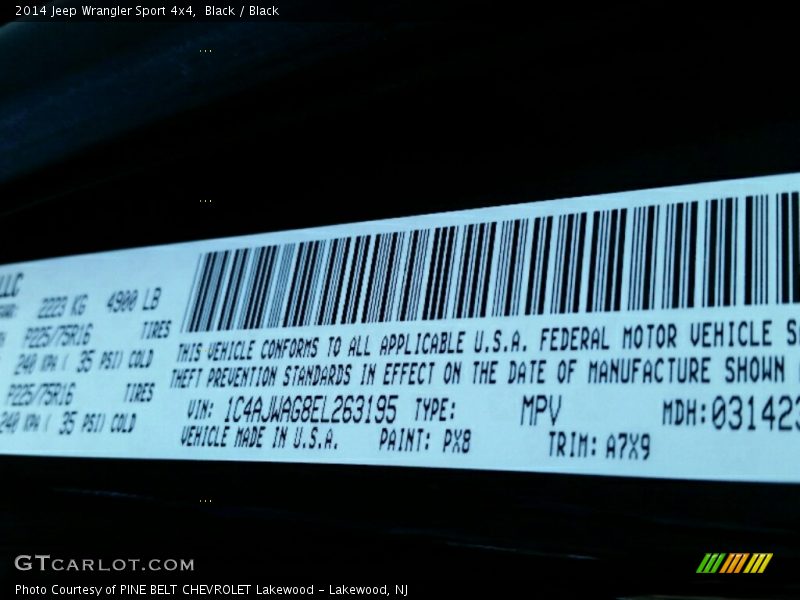 2014 Jeep Wrangler Sport 4x4,  Black / Black
LLC
2223 KG 4900 LB
P225/75R16 TIRES
240 KPA ( 35 PSI) COLD
P225/75R16 TIRES
240 KPA ( 35 PSI) COLD
THIS VEHICLE CONFORMS TO ALL APPLICABLE U.S.A. FEDERAL MOTOR VEHICLE
THEFT PREVENTION STANDARDS IN EFFECT ON THE DATE OF MANUFACTURE SHOWN
VIN: 1C4AJWAG8EL263195 TYPE: MPV MDH:031423
VEHICLE MADE IN U.S.A. PAINT: PX8 TRIM: A7X9
GTCARLOT.COM
Photo Courtesy of PINE BELT CHEVROLET Lakewood - Lakewood, NJ